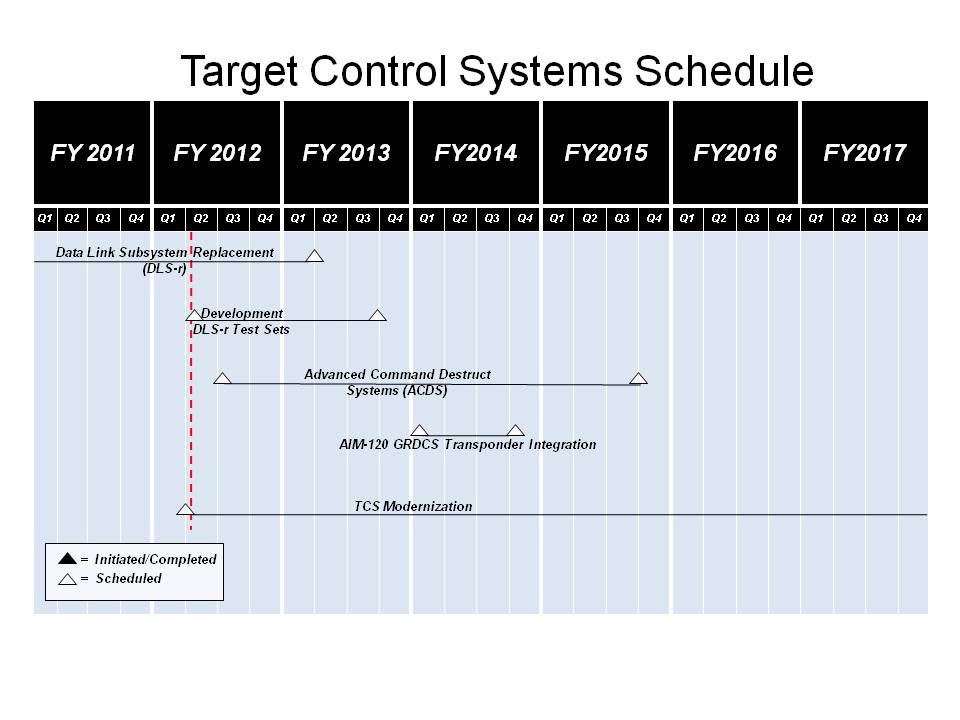 Target Control Systems Schedule
FY 2011 FY 2012 FY 2013 FY2014 FY2015 FY2016 FY2017
Q1 Q2 Q3 Q4 Q1 Q2 Q3 Q4 Q1 Q2 Q3 Q4 Q1 Q2 Q3 Q4 Q1 Q2 Q3 Q4 Q1 Q2 Q3 Q4 Q1 Q2 Q3 Q4
Data Link Subsystem Replacement
(DLS-r)
Development
DLS-r Test Sets
Advanced Command Destruct
Systems (ACDS)
AIM-120 GRDCS Transponder Integration
TCS Modernization
= Initiated/Completed
= Scheduled